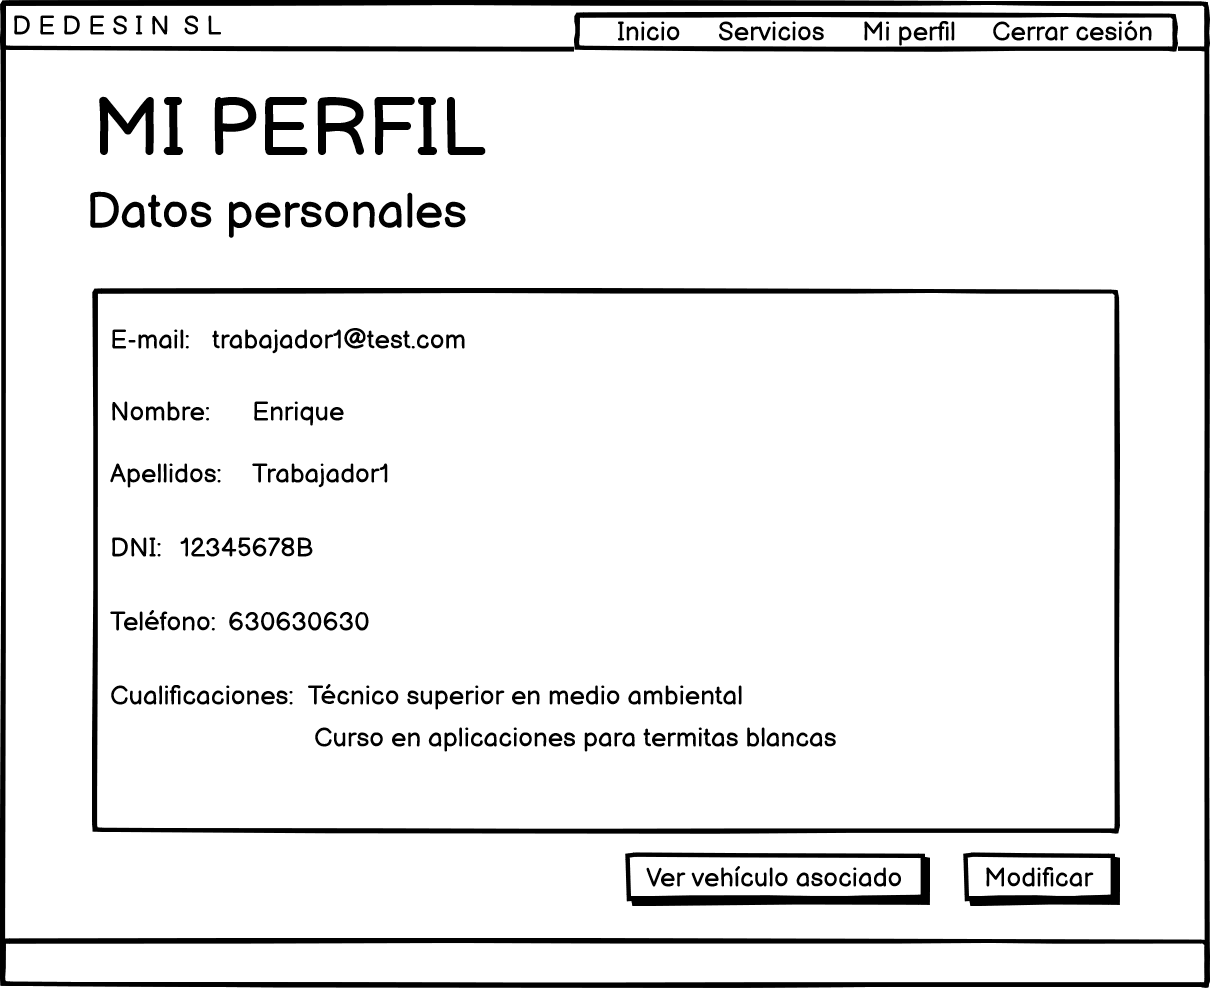 DEDESIN SL
Inicio Servicios Mi perfil Cerrar cesión
MI PERFIL
Datos personales
E-mail: trabajador1@test.com
Nombre: Enrique
Apellidos: Trabajador1
DNI: 12345678B
Teléfono: 630630630
Cualificaciones: Técnico superior en medio ambiental
Curso en aplicaciones para termitas blancas
Ver vehículo asociado Modificar